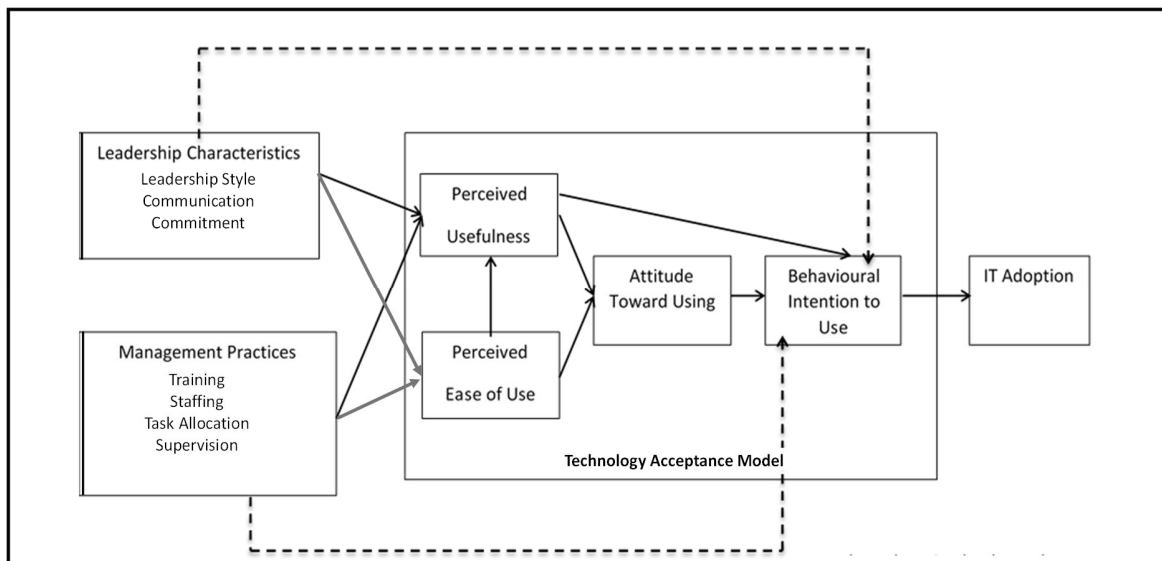 Leadership Characteristics
Leadership Style
Communication
Commitment
Management Practices
Training
Staffing
Task Allocation
Supervision
Perceived
Usefulness
Perceived
Ease of Use
Attitude
Toward Using
Behavioural
Intention to
Use
IT Adoption
Technology Acceptance Model